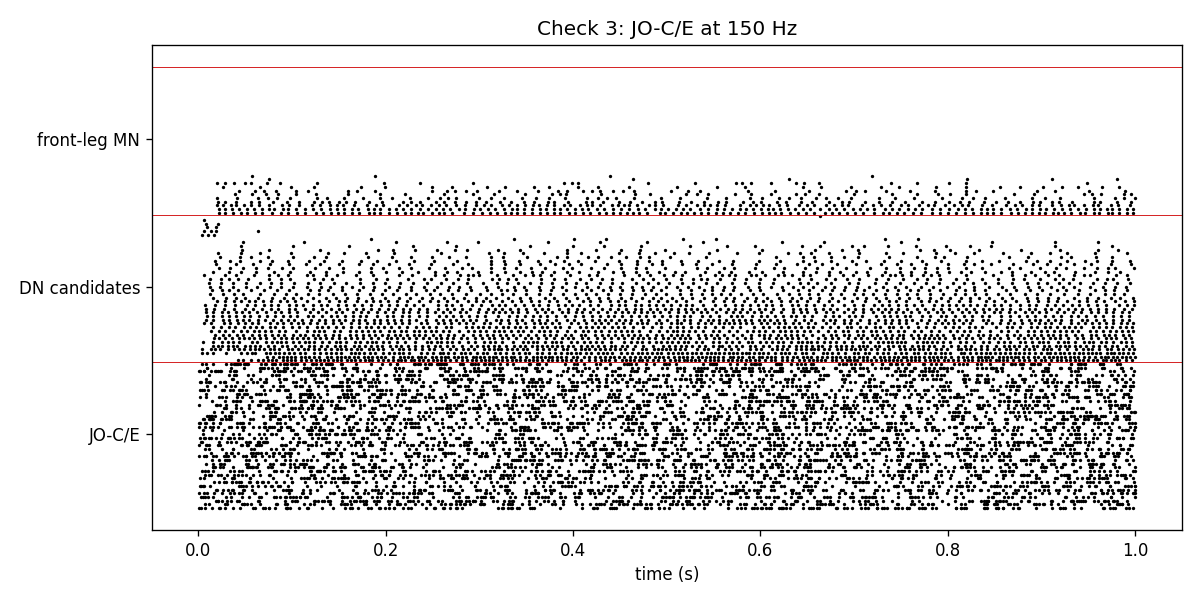 Check 3: JO-C/E at 150 Hz
front-leg MN
DN candidates
JO-C/E
0.0 0.2 0.4 0.6 0.8 1.0
time (s)